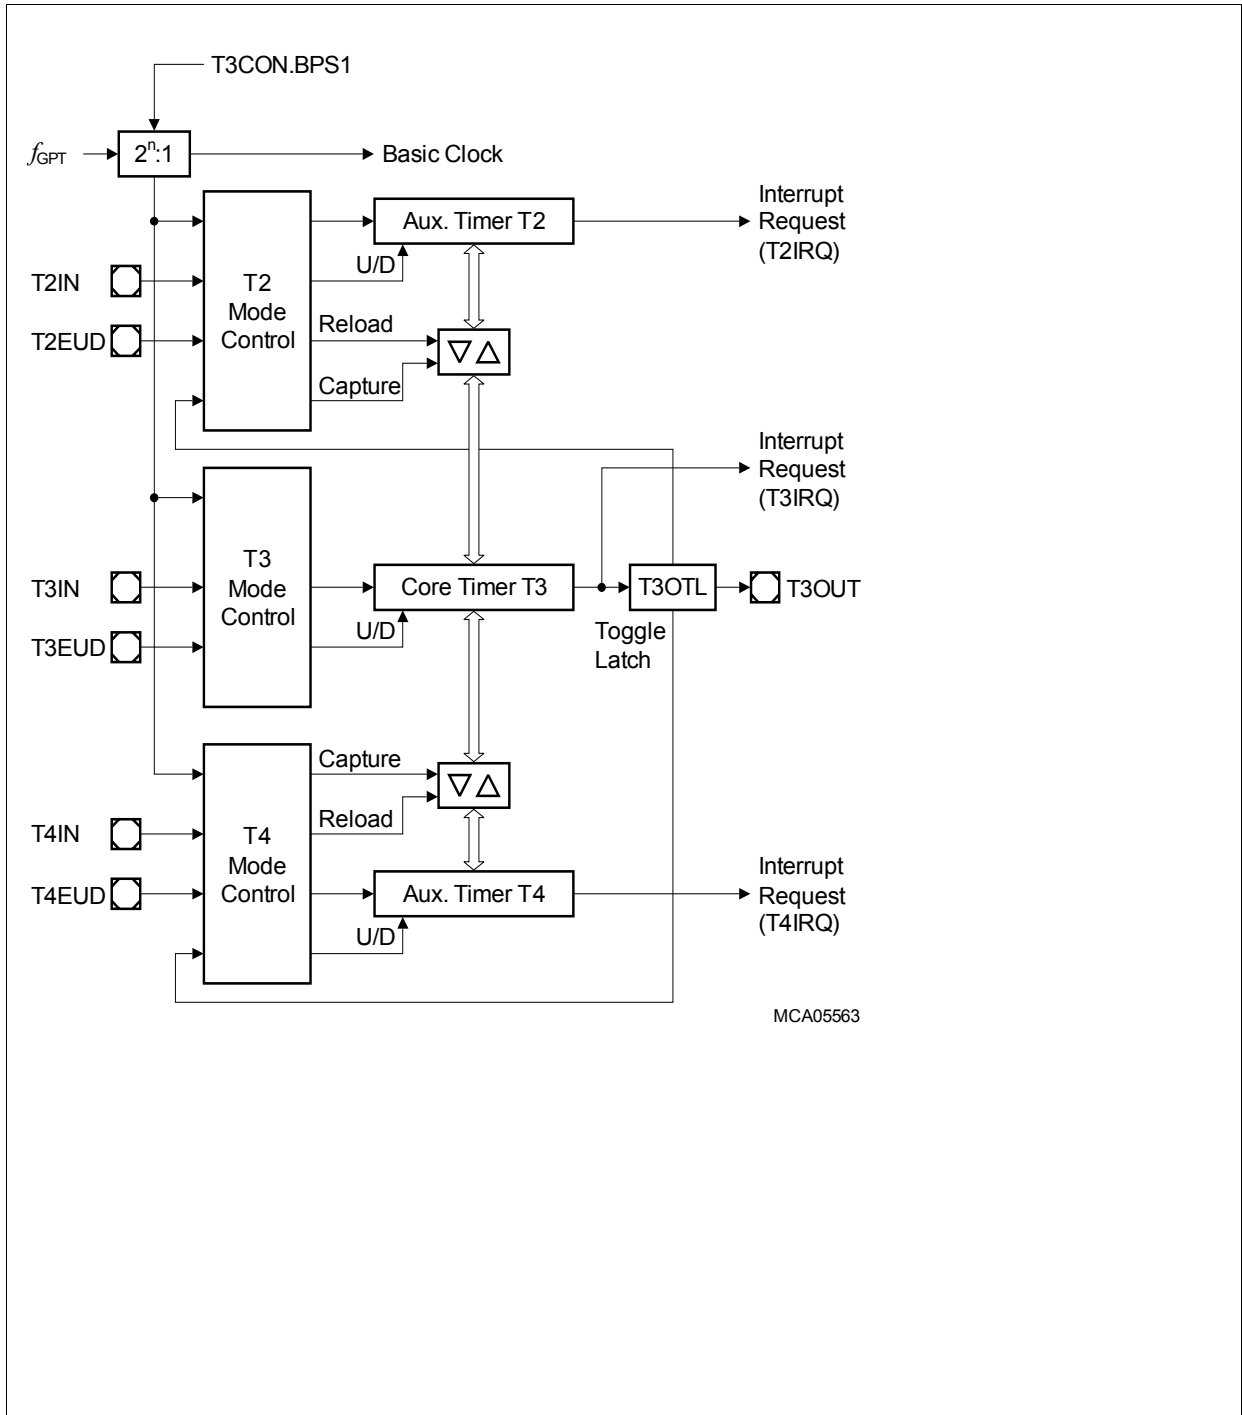 T3CON.BPS1
fGPT
2ⁿ:1
Basic Clock
Interrupt
Request
(T2IRQ)
Aux. Timer T2
U/D
T2IN
T2
Mode
Control
T2EUD
Reload
Capture
Interrupt
Request
(T3IRQ)
T3IN
T3
Mode
Control
Core Timer T3
T3OTL
T3OUT
U/D
T3EUD
Toggle
Latch
Capture
Reload
T4IN
T4
Mode
Control
T4EUD
Aux. Timer T4
U/D
Interrupt
Request
(T4IRQ)
MCA05563